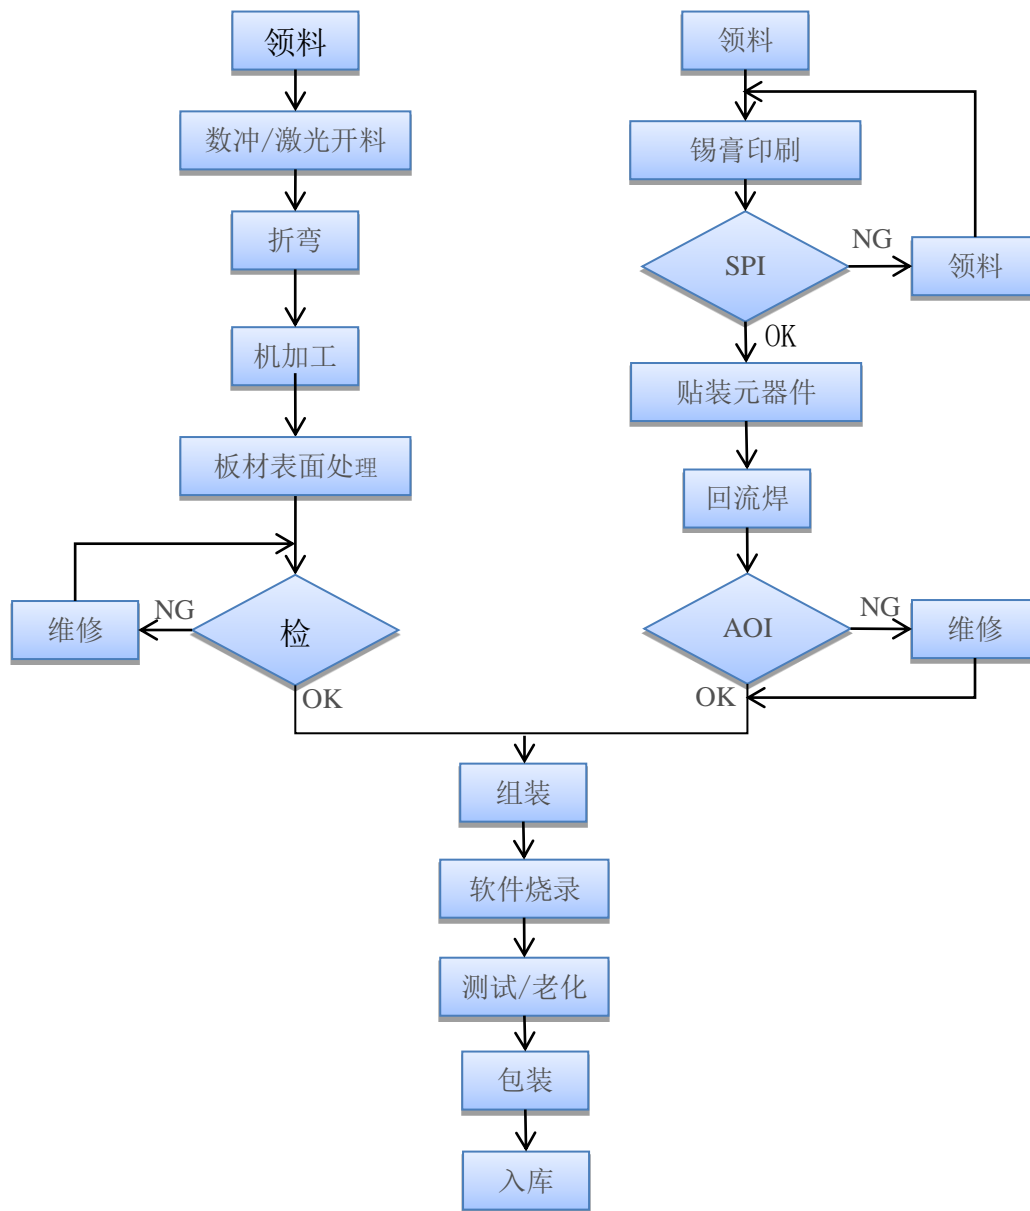 领料
数冲/激光开料
折弯
机加工
板材表面处理
维修
NG
检
OK
领料
锡膏印刷
SPI
NG
领料
OK
贴装元器件
回流焊
AOI
NG
维修
OK
组装
软件烧录
测试/老化
包装
入库